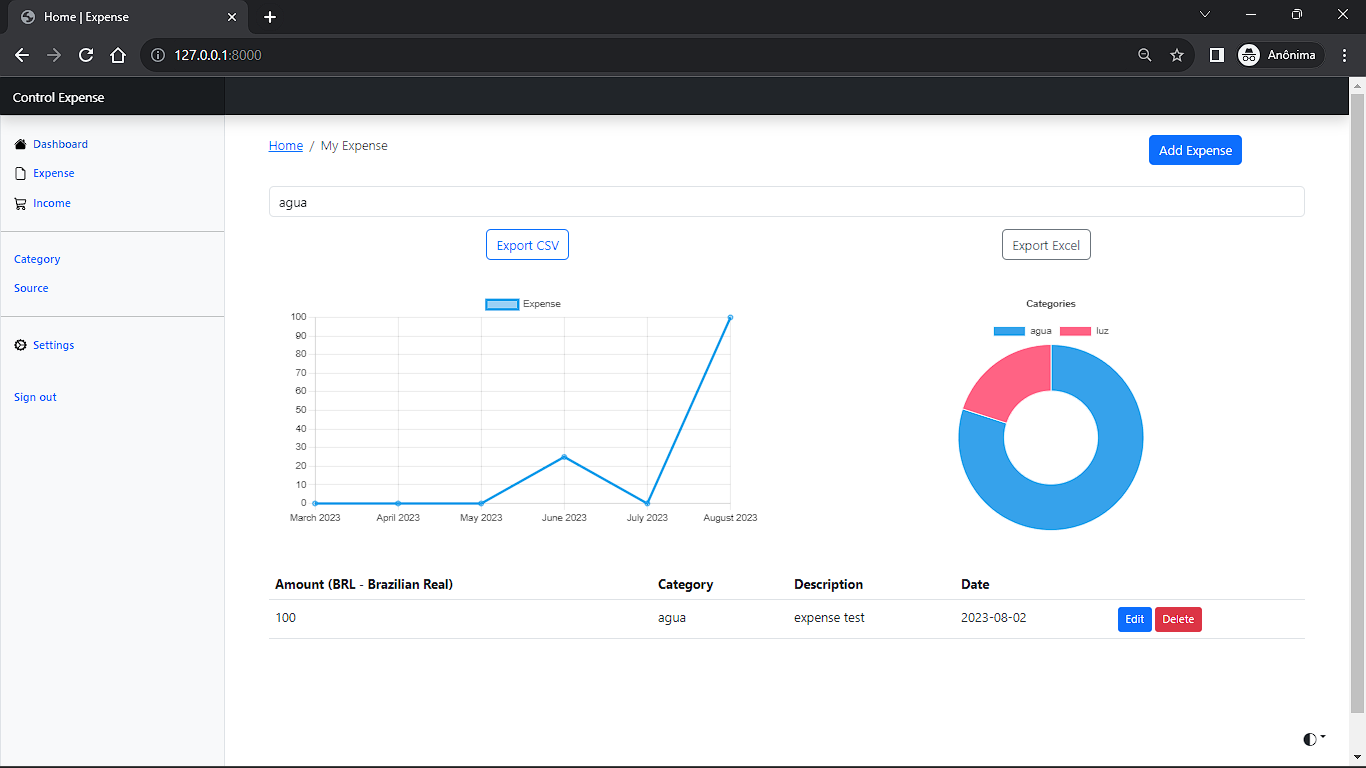 Home | Expense
127.0.0.1:8000
Anônima
Control Expense
Dashboard
Expense
Income
Category
Source
Settings
Sign out
Home / My Expense
Add Expense
agua
Export CSV
Export Excel
Expense
100
90
80
70
60
50
40
30
20
10
0
March 2023 April 2023 May 2023 June 2023 July 2023 August 2023
Categories
agua luz
Amount (BRL - Brazilian Real) Category Description Date
100 agua expense test 2023-08-02 Edit Delete